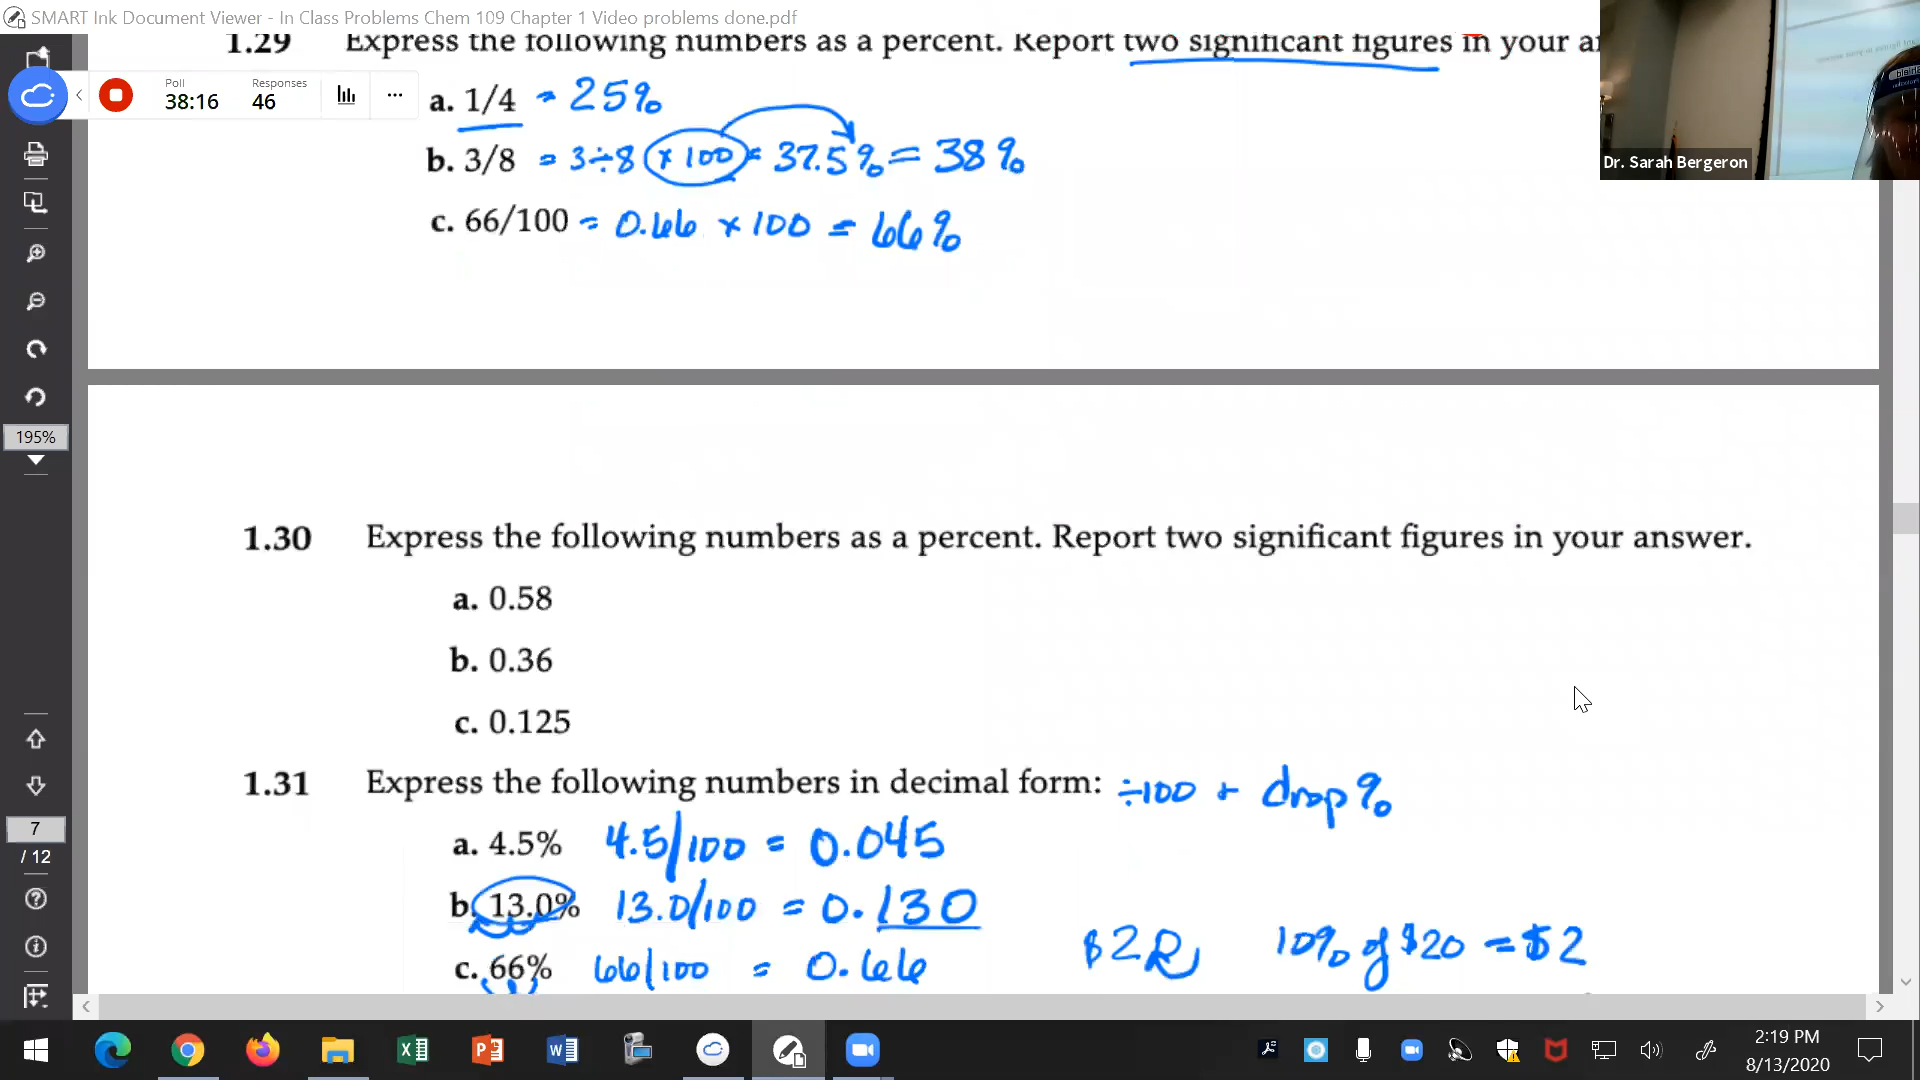 SMART Ink Document Viewer - In Class Problems Chem 109 Chapter 1 Video problems done.pdf
1.29 Express the following numbers as a percent. Report two significant figures in your
Poll
38:16
Responses
46
a. 1/4 = 25%
b. 3/8 = 3÷8 × 100 = 37.5% = 38%
c. 66/100 = 0.66 × 100 = 66%
Dr. Sarah Bergeron
195%
1.30 Express the following numbers as a percent. Report two significant figures in your answer.
a. 0.58
b. 0.36
c. 0.125
1.31 Express the following numbers in decimal form: ÷100 + drop %
a. 4.5% 4.5/100 = 0.045
b. 13.0% 13.0/100 = 0.130
c. 66% 66/100 = 0.66
$2 10% of $20 = $2
7
/ 12
2:19 PM
8/13/2020